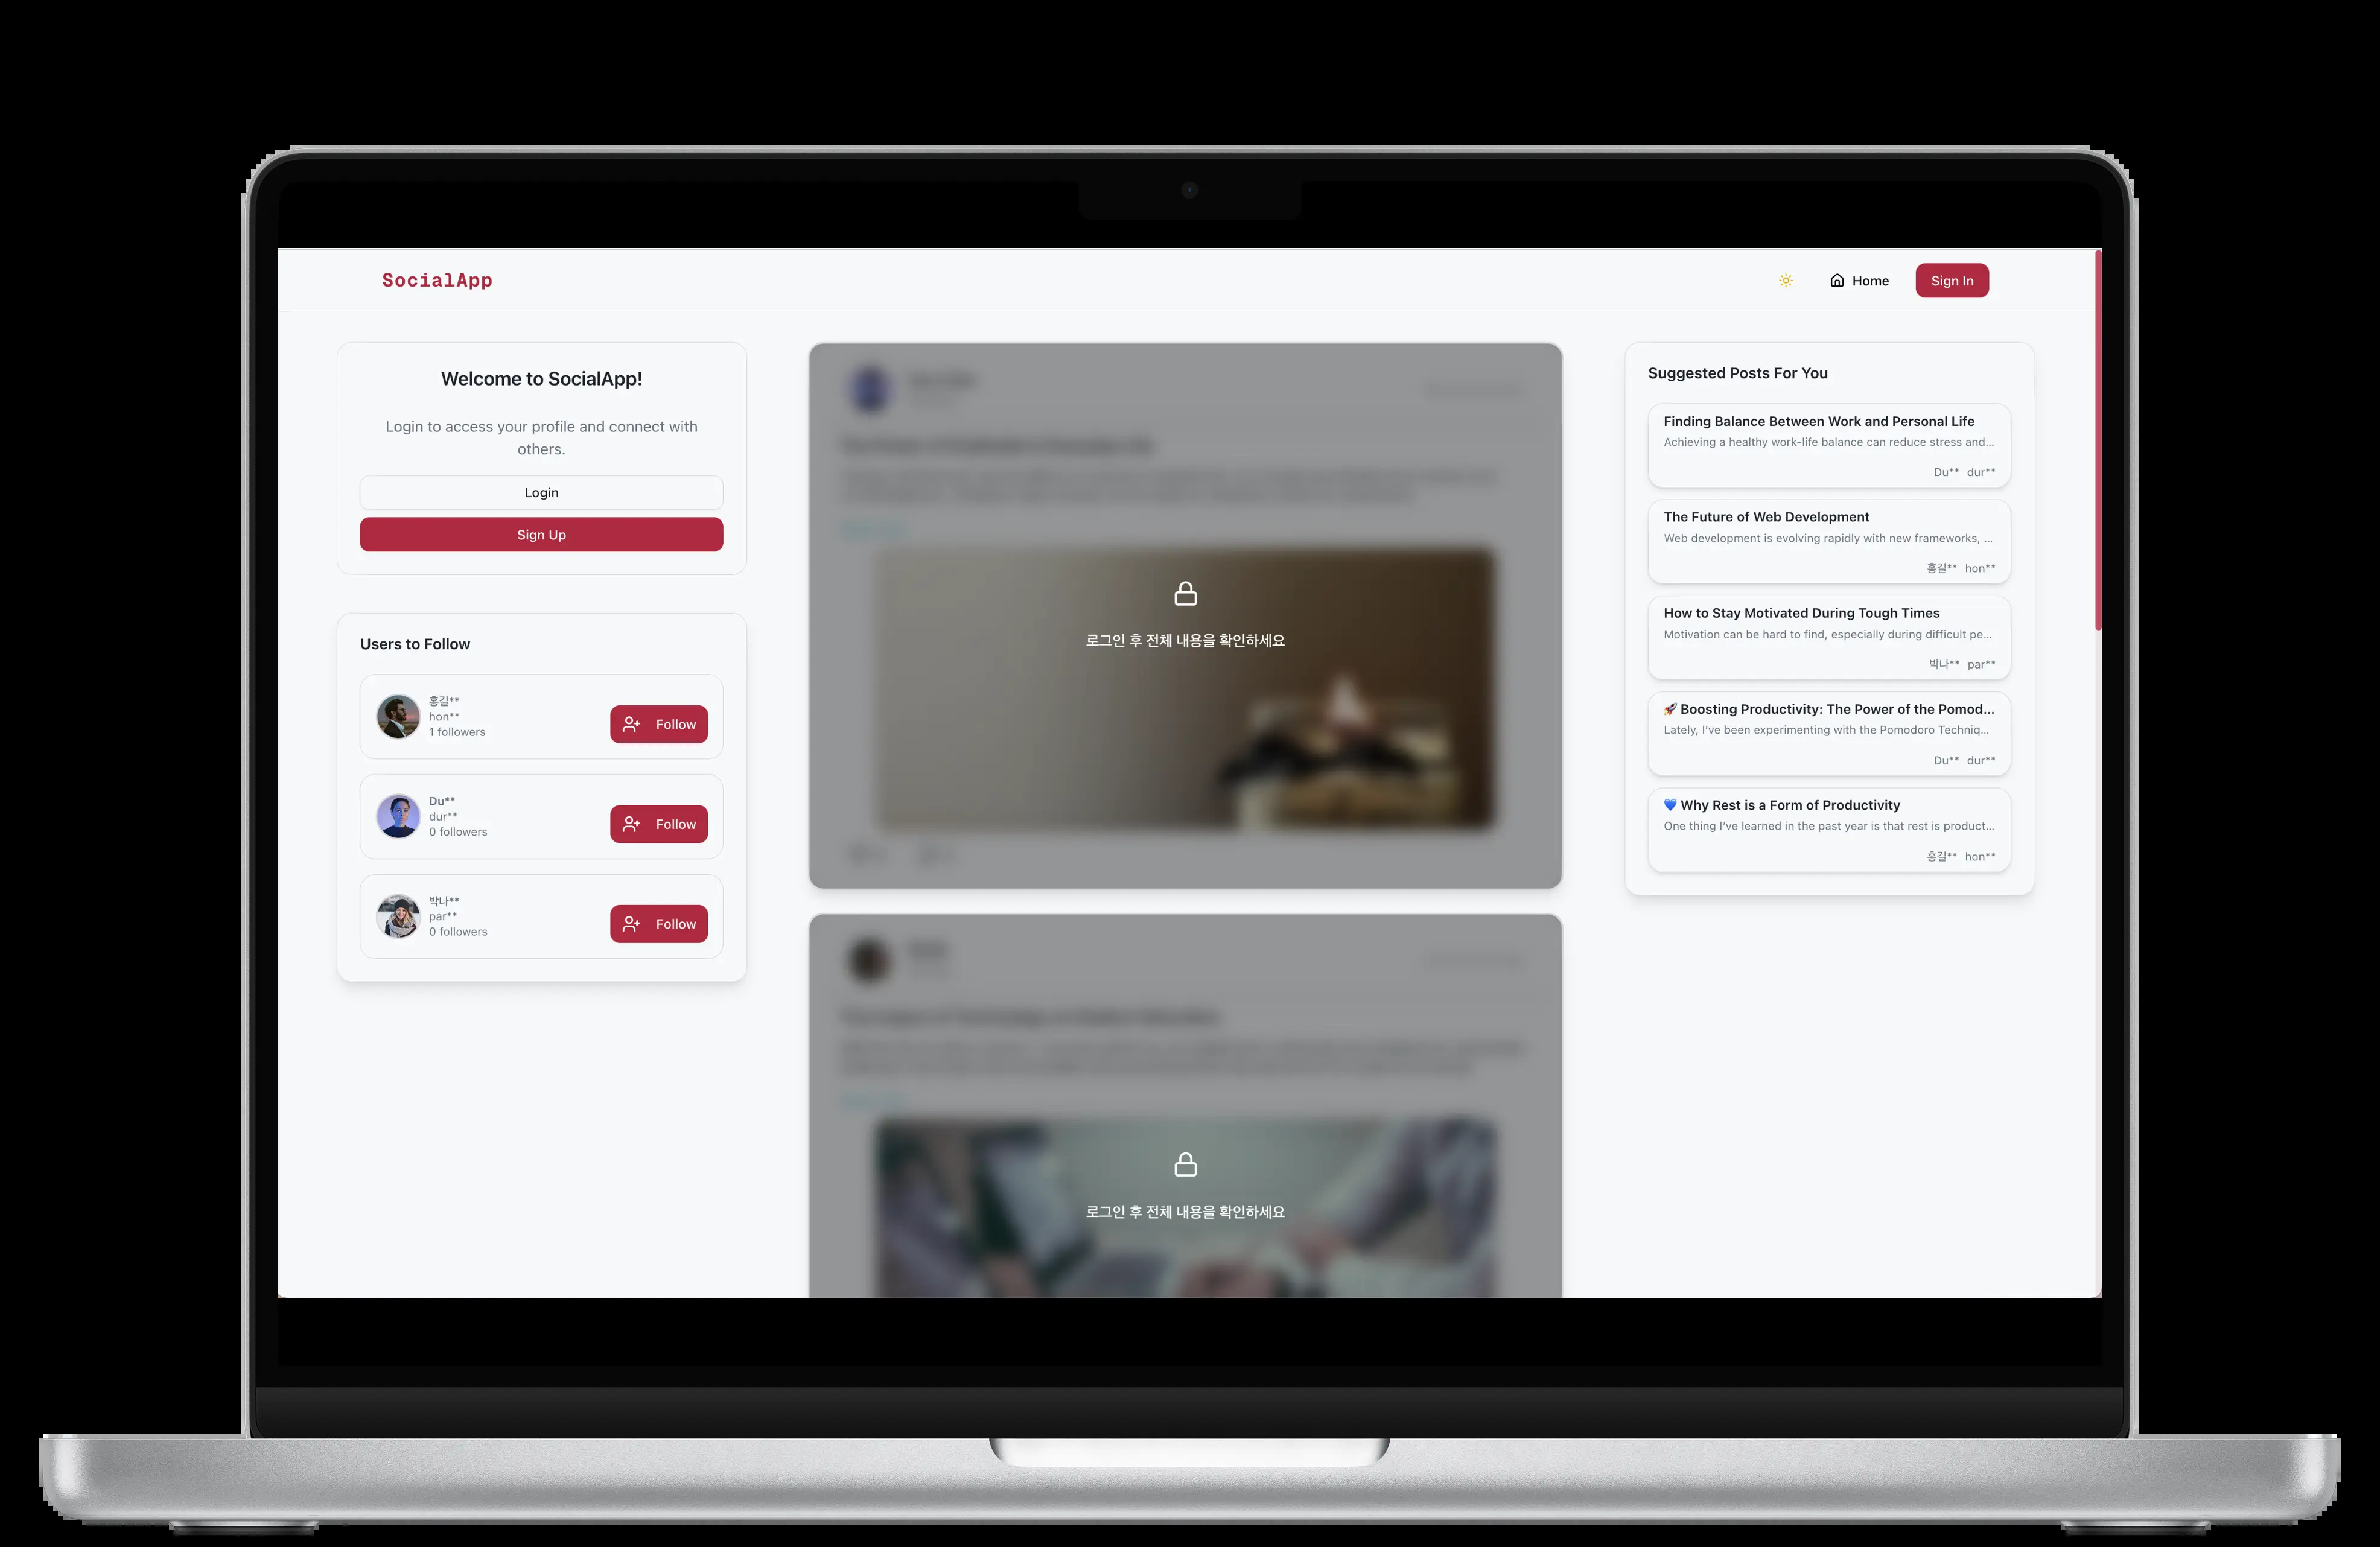 SocialApp
Home
Sign In
Welcome to SocialApp!
Login to access your profile and connect with
others.
Login
Sign Up
Users to Follow
홍길**
hon**
1 followers
Follow
Du**
dur**
0 followers
Follow
박나**
par**
0 followers
Follow
로그인 후 전체 내용을 확인하세요
로그인 후 전체 내용을 확인하세요
Suggested Posts For You
Finding Balance Between Work and Personal Life
Achieving a healthy work-life balance can reduce stress and...
Du** dur**
The Future of Web Development
Web development is evolving rapidly with new frameworks, ...
홍길** hon**
How to Stay Motivated During Tough Times
Motivation can be hard to find, especially during difficult pe...
박나** par**
🚀 Boosting Productivity: The Power of the Pomod...
Lately, I've been experimenting with the Pomodoro Techniq...
Du** dur**
💙 Why Rest is a Form of Productivity
One thing I've learned in the past year is that rest is product...
홍길** hon**